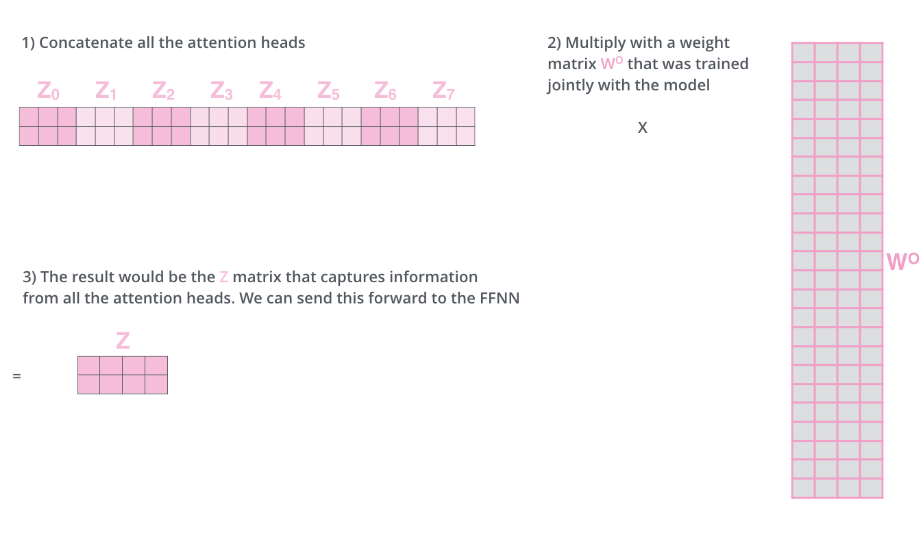 1) Concatenate all the attention heads
Z0 Z1 Z2 Z3 Z4 Z5 Z6 Z7
2) Multiply with a weight
matrix W^O that was trained
jointly with the model
X
W^O
3) The result would be the Z matrix that captures information
from all the attention heads. We can send this forward to the FFNN
Z
=